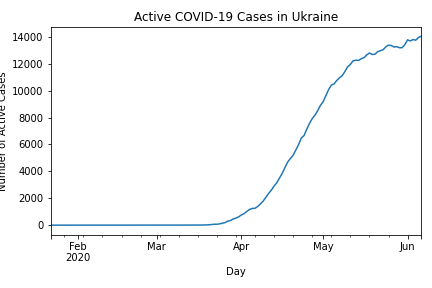 Active COVID-19 Cases in Ukraine
14000
12000
10000
8000
6000
4000
2000
0
Number of Active Cases
Feb
2020
Mar
Apr
May
Jun
Day